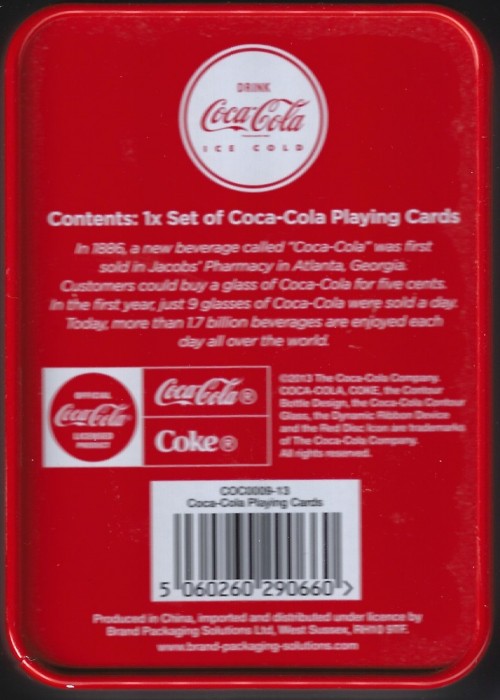 DRINK
Coca-Cola
ICE COLD
Contents: 1x Set of Coca-Cola Playing Cards
In 1886, a new beverage called "Coca-Cola" was first
sold in Jacobs' Pharmacy in Atlanta, Georgia.
Customers could buy a glass of Coca-Cola for five cents.
In the first year, just 9 glasses of Coca-Cola were sold a day.
Today, more than 1.7 billion beverages are enjoyed each
day all over the world.
OFFICIAL
Coca-Cola
LICENSED
PRODUCT
Coca-Cola®
Coke®
©2013 The Coca-Cola Company.
COCA-COLA, COKE, the Contour
Bottle Design, the Coca-Cola Contour
Glass, the Dynamic Ribbon Device
and the Red Disc Icon are trademarks
of The Coca-Cola Company.
All rights reserved.
COC0009-13
Coca-Cola Playing Cards
5 060260 290660 >
Produced in China, imported and distributed under licence by
Brand Packaging Solutions Ltd, West Sussex, RH10 9TF.
www.brand-packaging-solutions.com